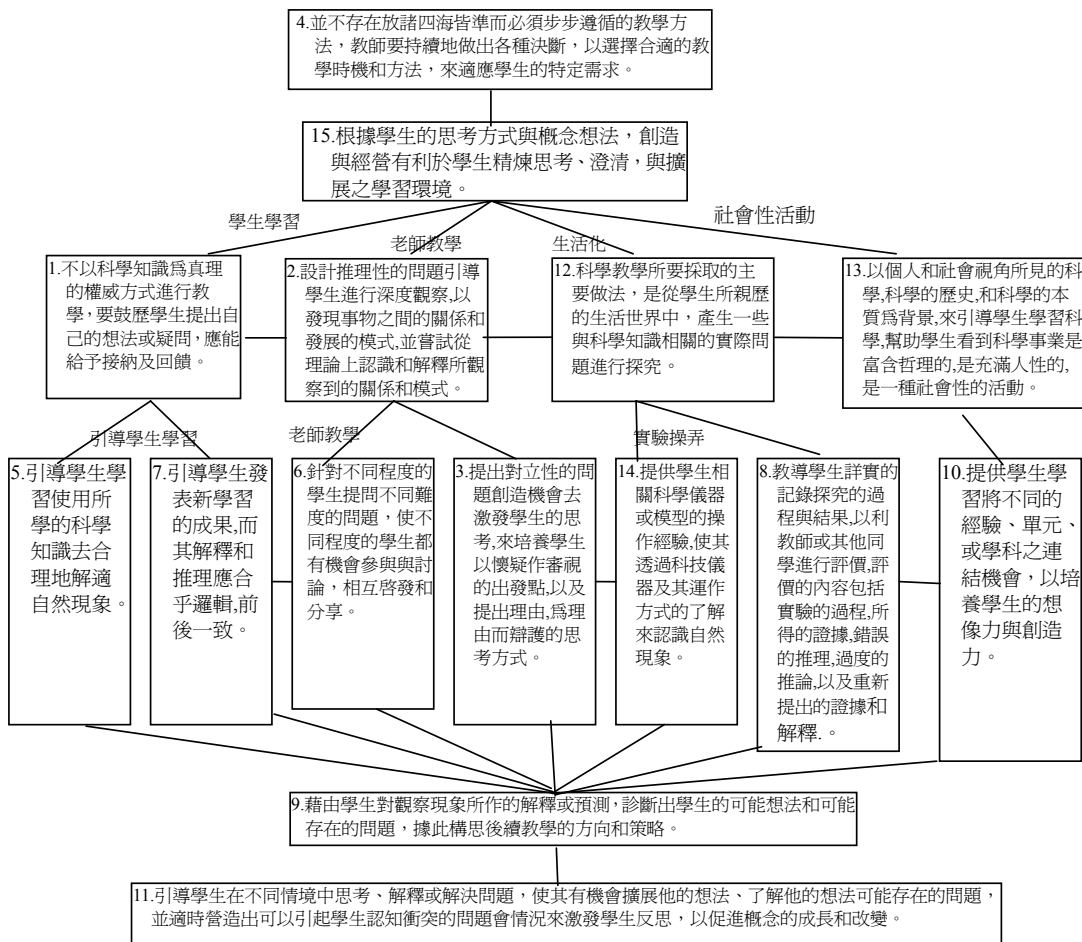 4.並不存在放諸四海皆準而必須步步遵循的教學方
法，教師要持續地做出各種決斷，以選擇合適的教
學時機和方法，來適應學生的特定需求。
15.根據學生的思考方式與概念想法，創造
與經營有利於學生精煉思考、澄清，與擴
展之學習環境。
學生學習
老師教學
生活化
社會性活動
1.不以科學知識為真理
的權威方式進行教
學，要鼓歷學生提出自
己的想法或疑問，應能
給予接納及回饋。
2.設計推理性的問題引導
學生進行深度觀察,以
發現事物之間的關係和
發展的模式,並嘗試從
理論上認識和解釋所觀
察到的關係和模式。
12.科學教學所要採取的主
要做法，是從學生所親歷
的生活世界中，產生一些
與科學知識相關的實際問
題進行探究。
13.以個人和社會視角所見的科
學,科學的歷史,和科學的本
質為背景,來引導學生學習科
學,幫助學生看到科學事業是
富含哲理的,是充滿人性的,
是一種社會性的活動。
引導學生學習
老師教學
實驗操弄
5.引導學生學
習使用所
學的科學
知識去合
理地解適
自然現象。
7.引導學生發
表新學習
的成果,而
其解釋和
推理應合
乎邏輯,前
後一致。
6.針對不同程度的
學生提問不同難
度的問題，使不
同程度的學生都
有機會參與與討
論，相互啓發和
分享。
3.提出對立性的問
題創造機會去
激發學生的思
考,來培養學生
以懷疑作審視
的出發點,以及
提出理由,為理
由而辯護的思
考方式。
14.提供學生相
關科學儀器
或模型的操
作經驗,使其
透過科技儀
器及其運作
方式的了解
來認識自然
現象。
8.教導學生詳實的
記錄探究的過
程與結果,以利
教師或其他同
學進行評價,評
價的內容包括
實驗的過程,所
得的證據,錯誤
的推理,過度的
推論,以及重新
提出的證據和
解釋.。
10.提供學生學
習將不同的
經驗、單元、
或學科之連
結機會，以培
養學生的想
像力與創造
力。
9.藉由學生對觀察現象所作的解釋或預測，診斷出學生的可能想法和可能
存在的問題，據此構思後續教學的方向和策略。
11.引導學生在不同情境中思考、解釋或解決問題，使其有機會擴展他的想法、了解他的想法可能存在的問題，
並適時營造出可以引起學生認知衝突的問題會情況來激發學生反思，以促進概念的成長和改變。